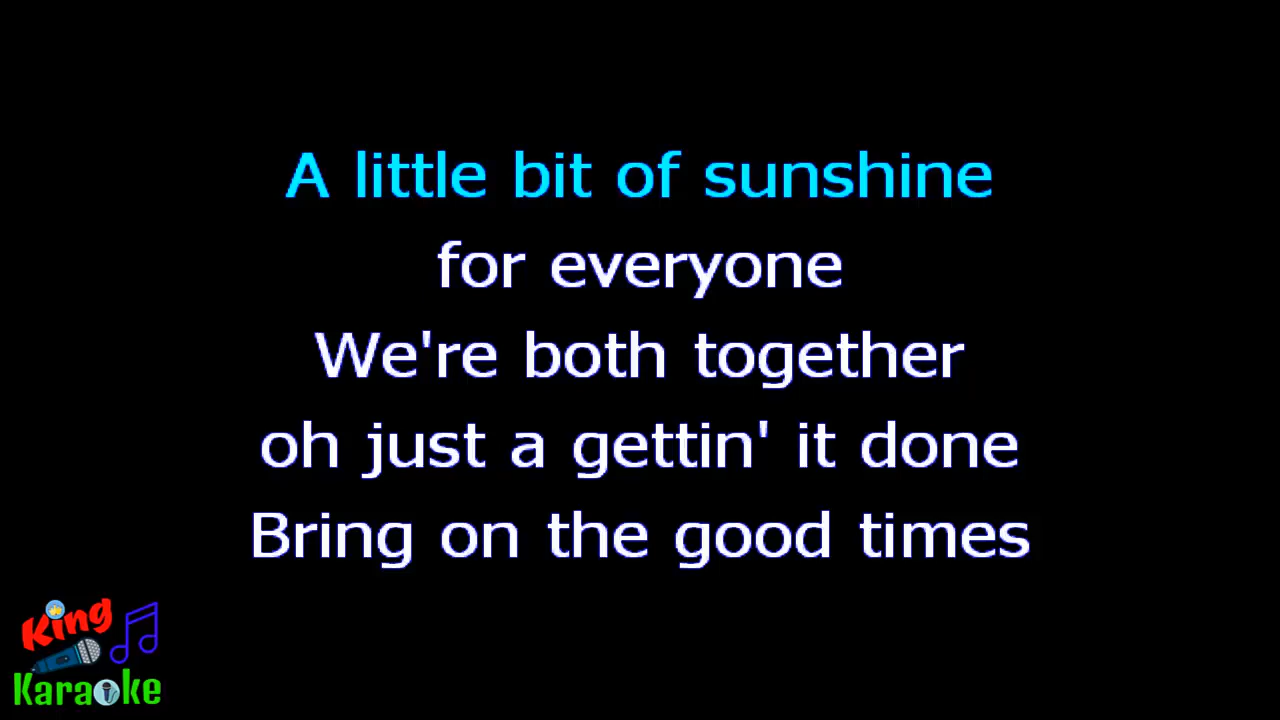 A little bit of sunshine
for everyone
We're both together
oh just a gettin' it done
Bring on the good times
King
Karaoke